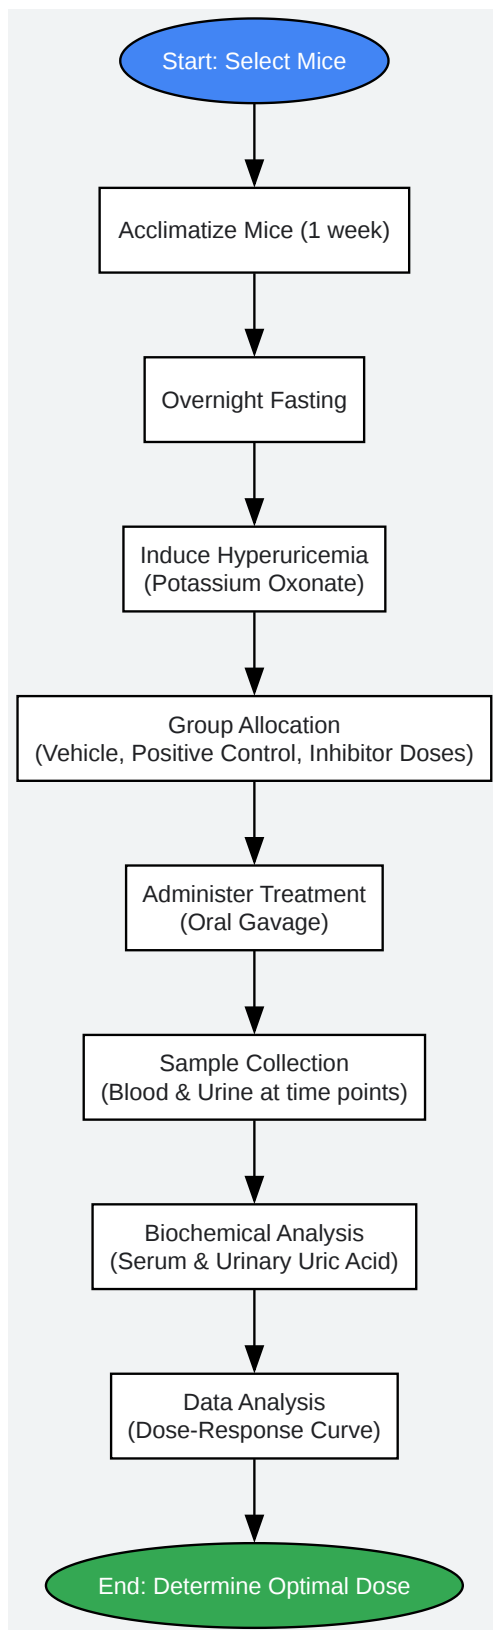 Start: Select Mice
Acclimatize Mice (1 week)
Overnight Fasting
Induce Hyperuricemia
(Potassium Oxonate)
Group Allocation
(Vehicle, Positive Control, Inhibitor Doses)
Administer Treatment
(Oral Gavage)
Sample Collection
(Blood & Urine at time points)
Biochemical Analysis
(Serum & Urinary Uric Acid)
Data Analysis
(Dose-Response Curve)
End: Determine Optimal Dose